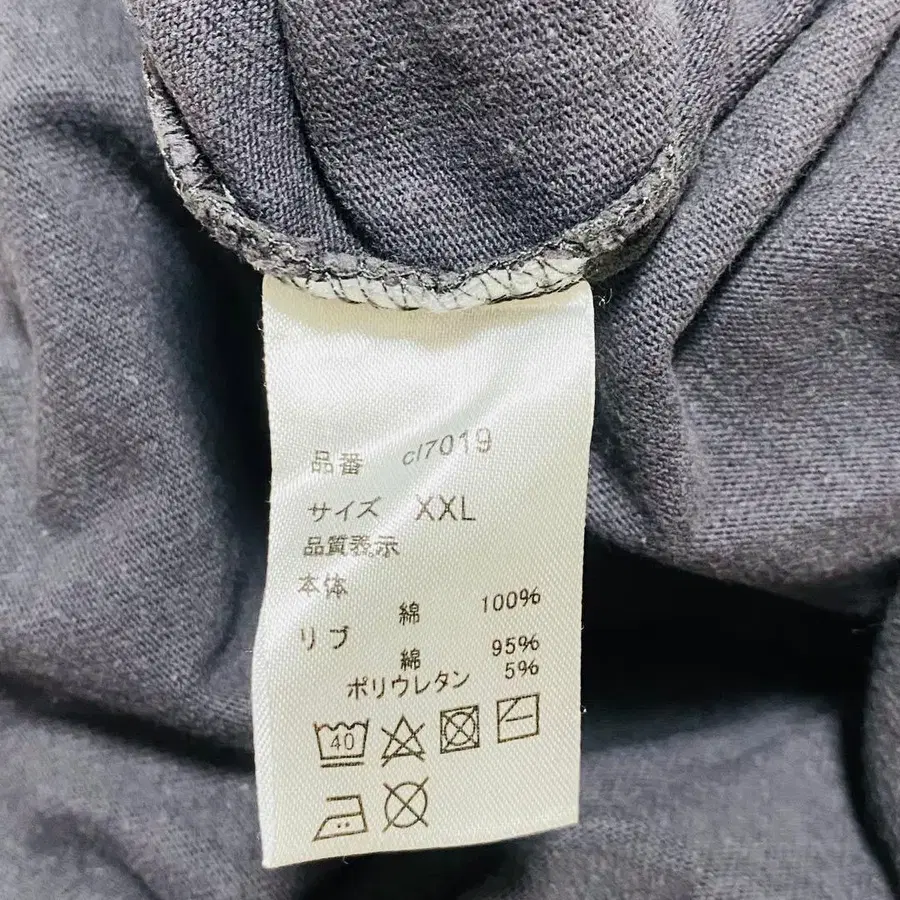 品番 cl7019
サイズ XXL
品質表示
本体
綿 100%
リブ
綿 95%
ポリウレタン 5%
40